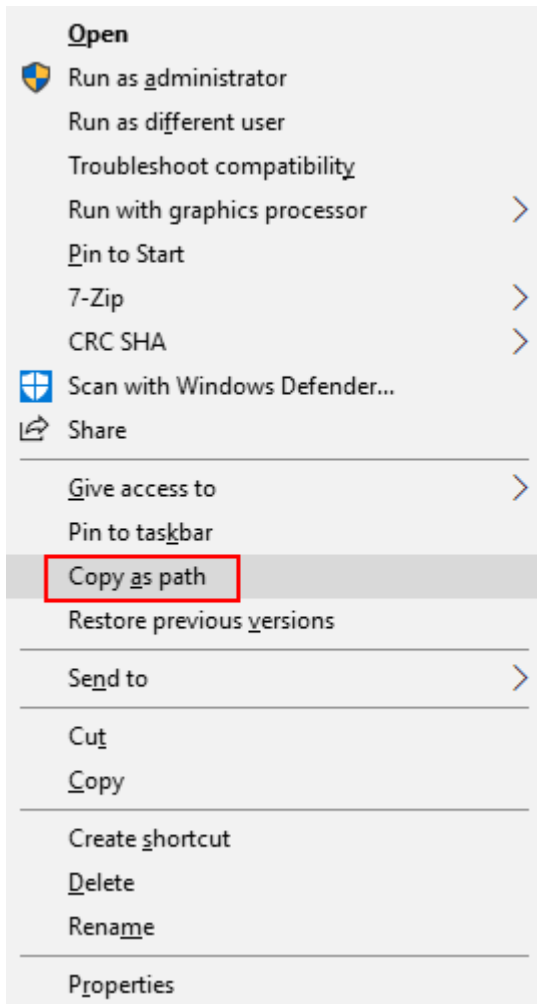 Open
Run as administrator
Run as different user
Troubleshoot compatibility
Run with graphics processor
Pin to Start
7-Zip
CRC SHA
Scan with Windows Defender...
Share
Give access to
Pin to taskbar
Copy as path
Restore previous versions
Send to
Cut
Copy
Create shortcut
Delete
Rename
Properties